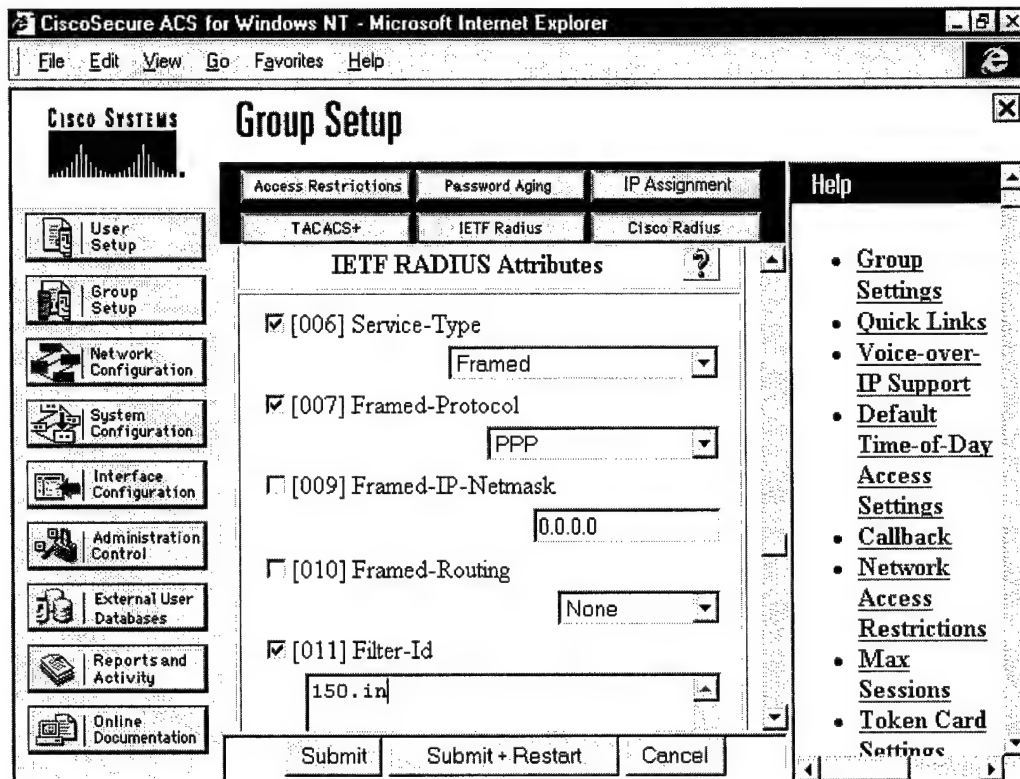 CiscoSecure ACS for Windows NT - Microsoft Internet Explorer
File Edit View Go Favorites Help
CISCO SYSTEMS
Group Setup
Access Restrictions Password Aging IP Assignment
TACACS+ IETF Radius Cisco Radius
User
Setup
Group
Setup
Network
Configuration
System
Configuration
Interface
Configuration
Administration
Control
External User
Databases
Reports and
Activity
Online
Documentation
IETF RADIUS Attributes ?
[006] Service-Type
Framed
[007] Framed-Protocol
PPP
[009] Framed-IP-Netmask
0.0.0.0
[010] Framed-Routing
None
[011] Filter-Id
150.in
Submit Submit + Restart Cancel
Help
Group
Settings
Quick Links
Voice-over-
IP Support
Default
Time-of-Day
Access
Settings
Callback
Network
Access
Restrictions
Max
Sessions
Token Card
Settings